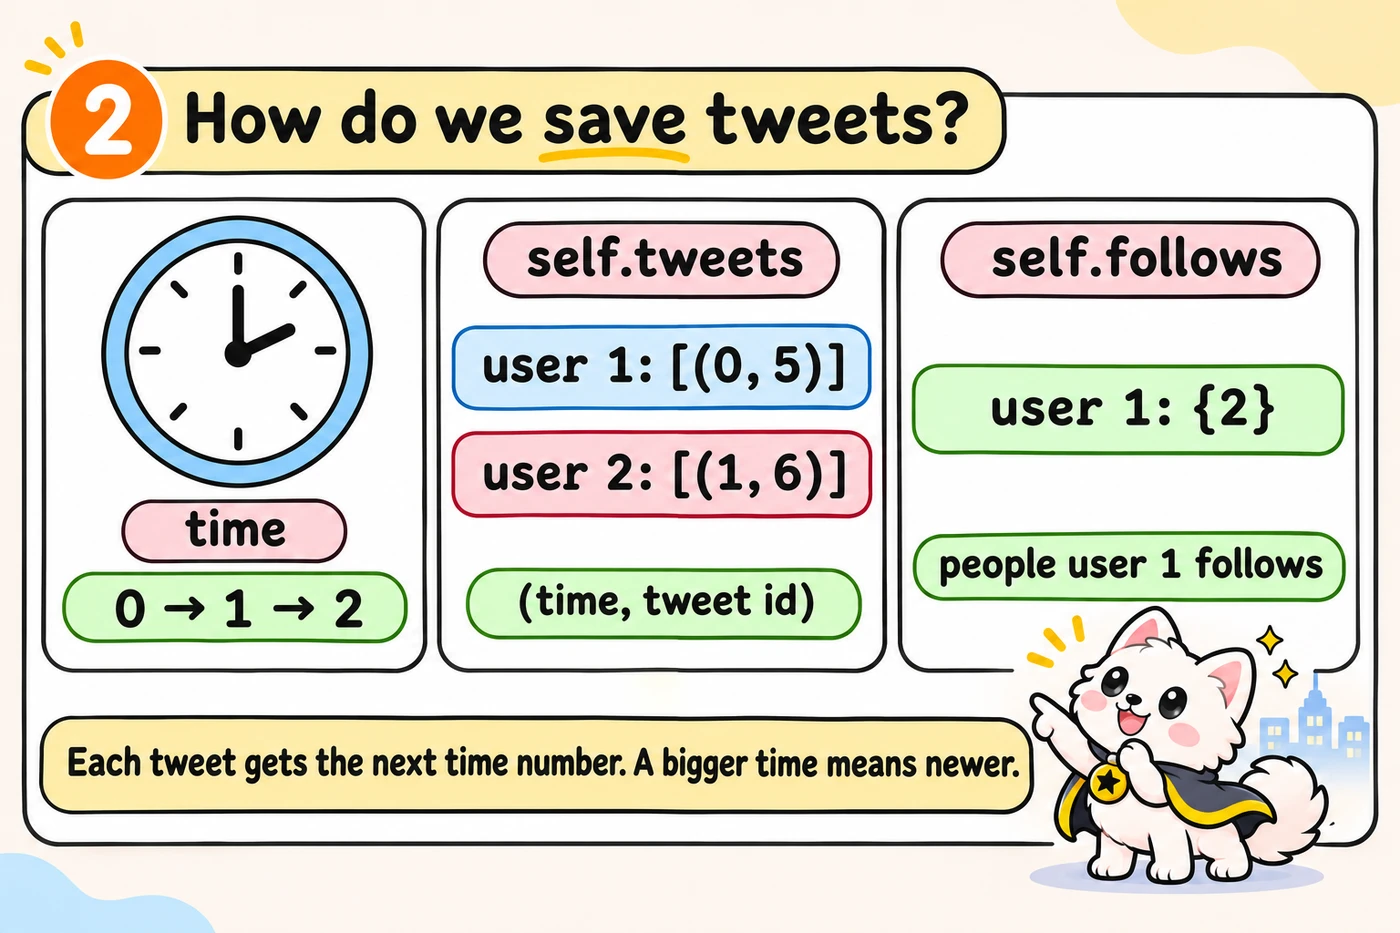 2
How do we save tweets?
time
0 → 1 → 2
self.tweets
user 1: [(0, 5)]
user 2: [(1, 6)]
(time, tweet id)
self.follows
user 1: {2}
people user 1 follows
Each tweet gets the next time number. A bigger time means newer.